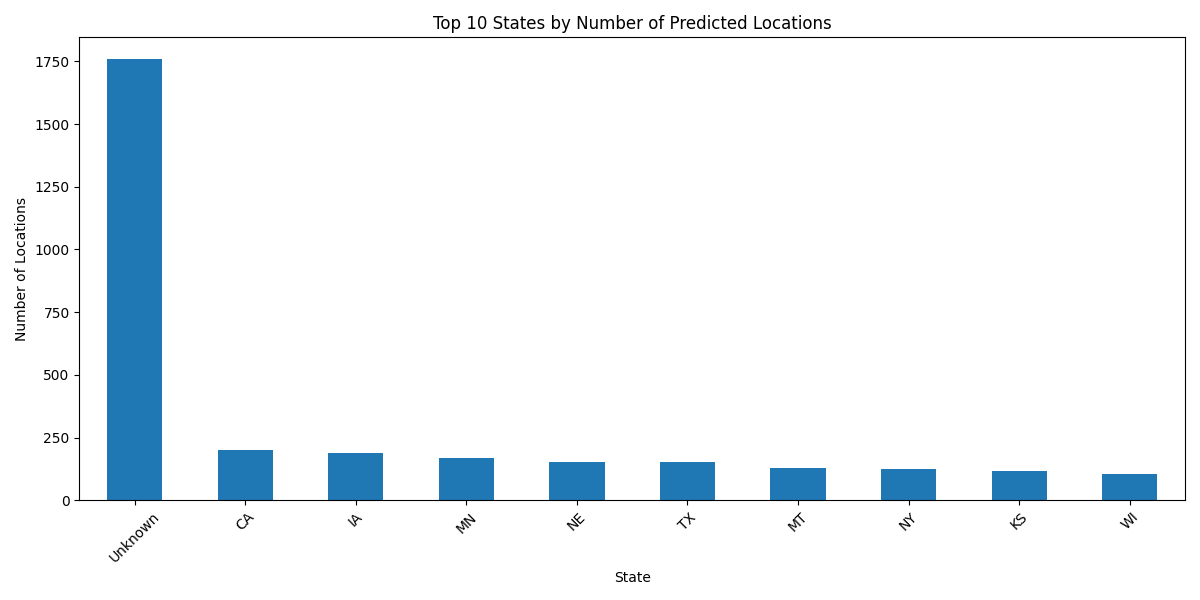 Top 10 States by Number of Predicted Locations
Number of Locations
1750
1500
1250
1000
750
500
250
0
Unknown
CA
IA
MN
NE
TX
MT
NY
KS
WI
State